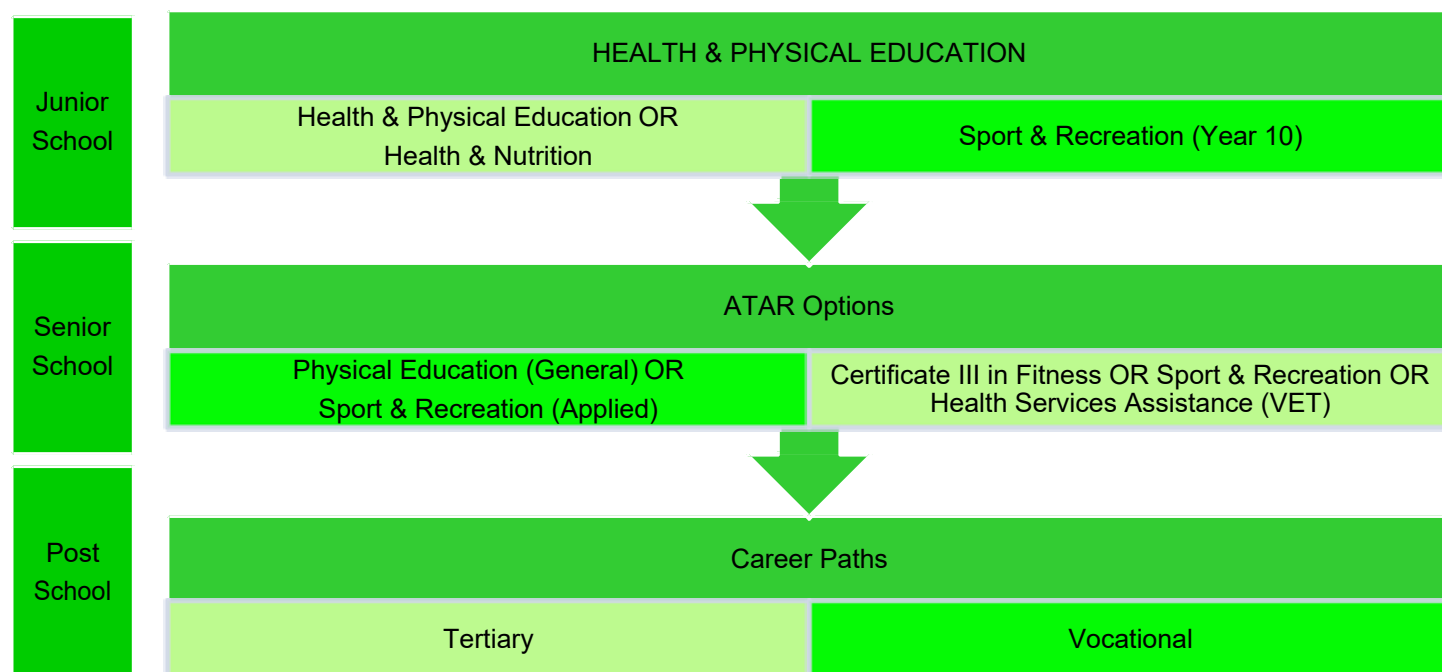 Junior
School
HEALTH & PHYSICAL EDUCATION
Health & Physical Education OR
Health & Nutrition
Sport & Recreation (Year 10)
Senior
School
ATAR Options
Physical Education (General) OR
Sport & Recreation (Applied)
Certificate III in Fitness OR Sport & Recreation OR
Health Services Assistance (VET)
Post
School
Career Paths
Tertiary
Vocational